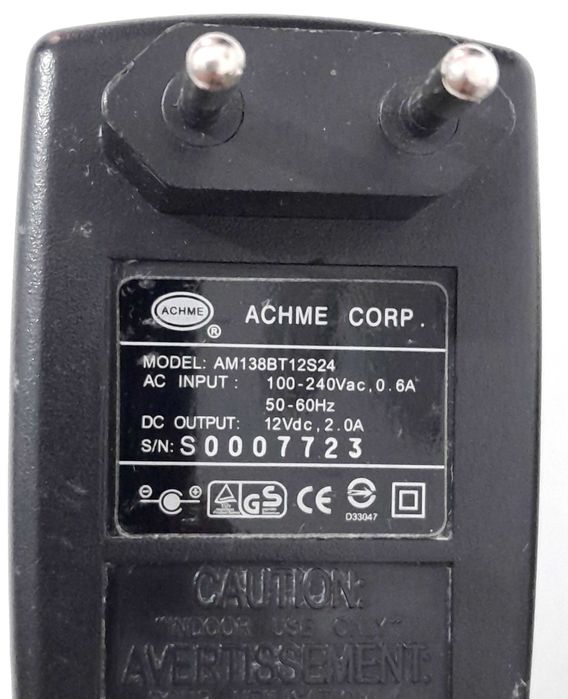 ACHME
®
ACHME CORP.
MODEL: AM138BT12S24
AC INPUT: 100-240Vac, 0.6A
50-60Hz
DC OUTPUT: 12Vdc, 2.0A
S/N: S0007723
GS
CE
D33047
CAUTION:
"INDOOR USE ONLY"
AVERTISSEMENT: